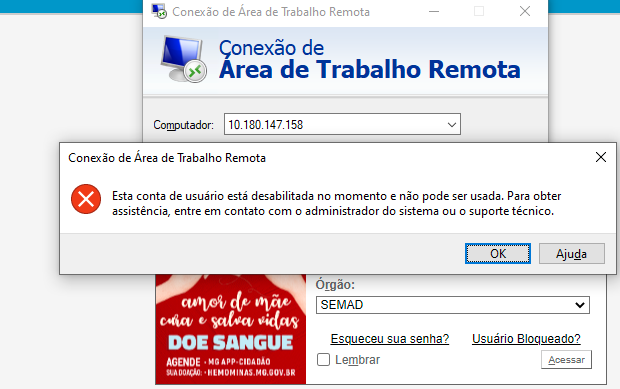 Conexão de Área de Trabalho Remota
Conexão de
Área de Trabalho Remota
Computador:
10.180.147.158
Conexão de Área de Trabalho Remota
Esta conta de usuário está desabilitada no momento e não pode ser usada. Para obter
assistência, entre em contato com o administrador do sistema ou o suporte técnico.
OK
Ajuda
amor de mãe
cura e salva vidas
DOE SANGUE
AGENDE • MG APP-CIDADÃO
SUA DOAÇÃO: • HEMOMINAS.MG.GOV.BR
Órgão:
SEMAD
Esqueceu sua senha?
Usuário Bloqueado?
Lembrar
Acessar